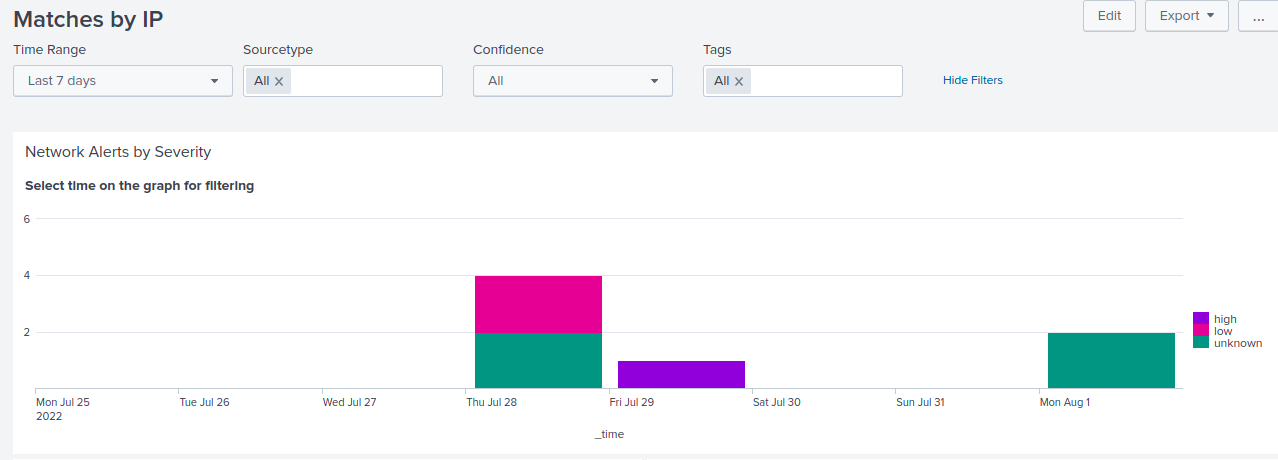 Matches by IP
Edit
Export
...
Time Range
Sourcetype
Confidence
Tags
Last 7 days
All X
All
All X
Hide Filters
Network Alerts by Severity
Select time on the graph for filtering
6
4
2
high
low
unknown
Mon Jul 25
2022
Tue Jul 26
Wed Jul 27
Thu Jul 28
Fri Jul 29
Sat Jul 30
Sun Jul 31
Mon Aug 1
_time